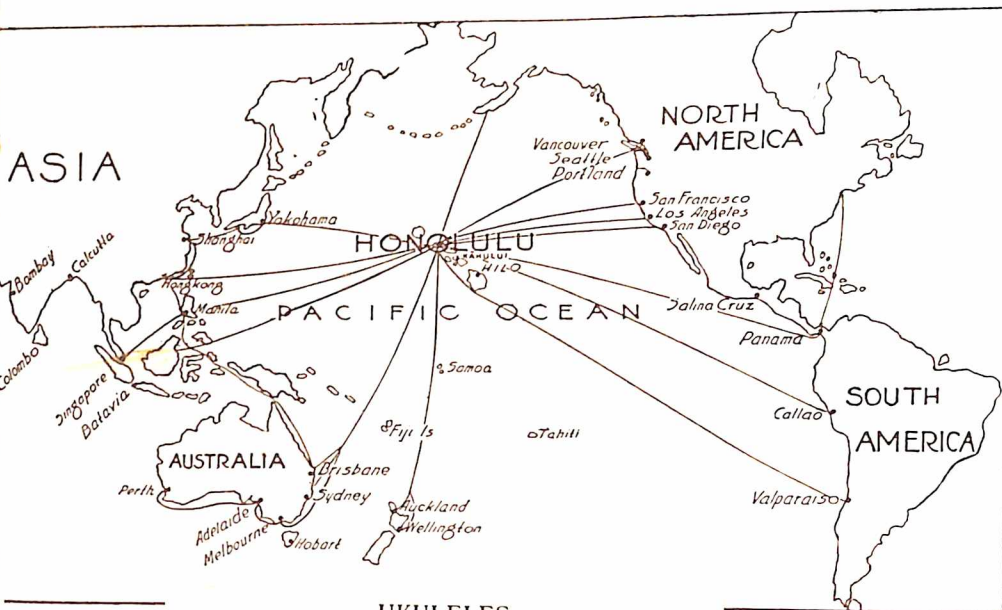 NORTH
AMERICA
ASIA
Vancouver
Seattle
Portland
San Francisco
Los Angeles
San Diego
Yokohama
Shanghai
HONOLULU
KAHULUI
HILO
Bombay
Calcutta
Hongkong
Manila
PACIFIC OCEAN
Salina Cruz
Panama
Colombo
Singapore
Batavia
Samoa
Fiji Is
Tahiti
Callao
SOUTH
AMERICA
AUSTRALIA
Brisbane
Sydney
Perth
Adelaide
Melbourne
Hobart
Auckland
Wellington
Valparaiso
UKULELES